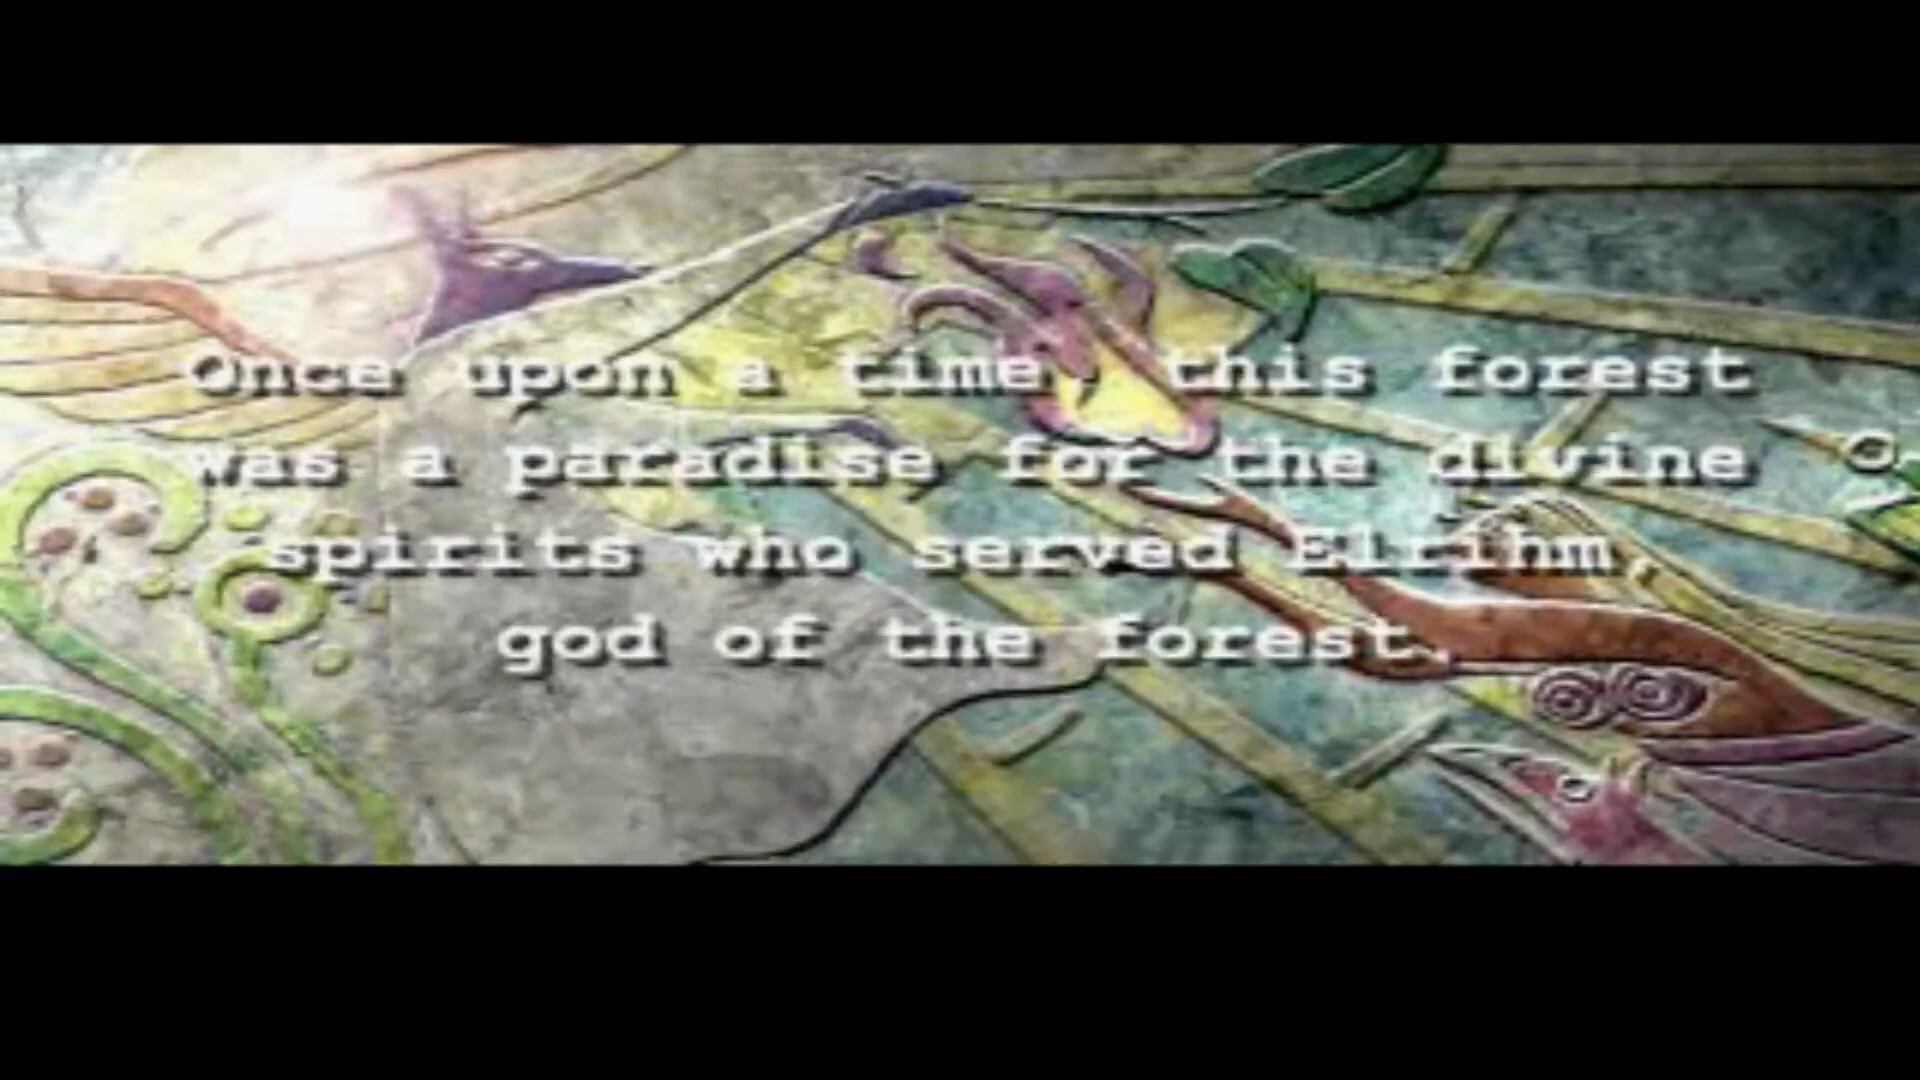 Once upon a time, this forest
was a paradise for the divine
spirits who served Elrihm,
god of the forest.